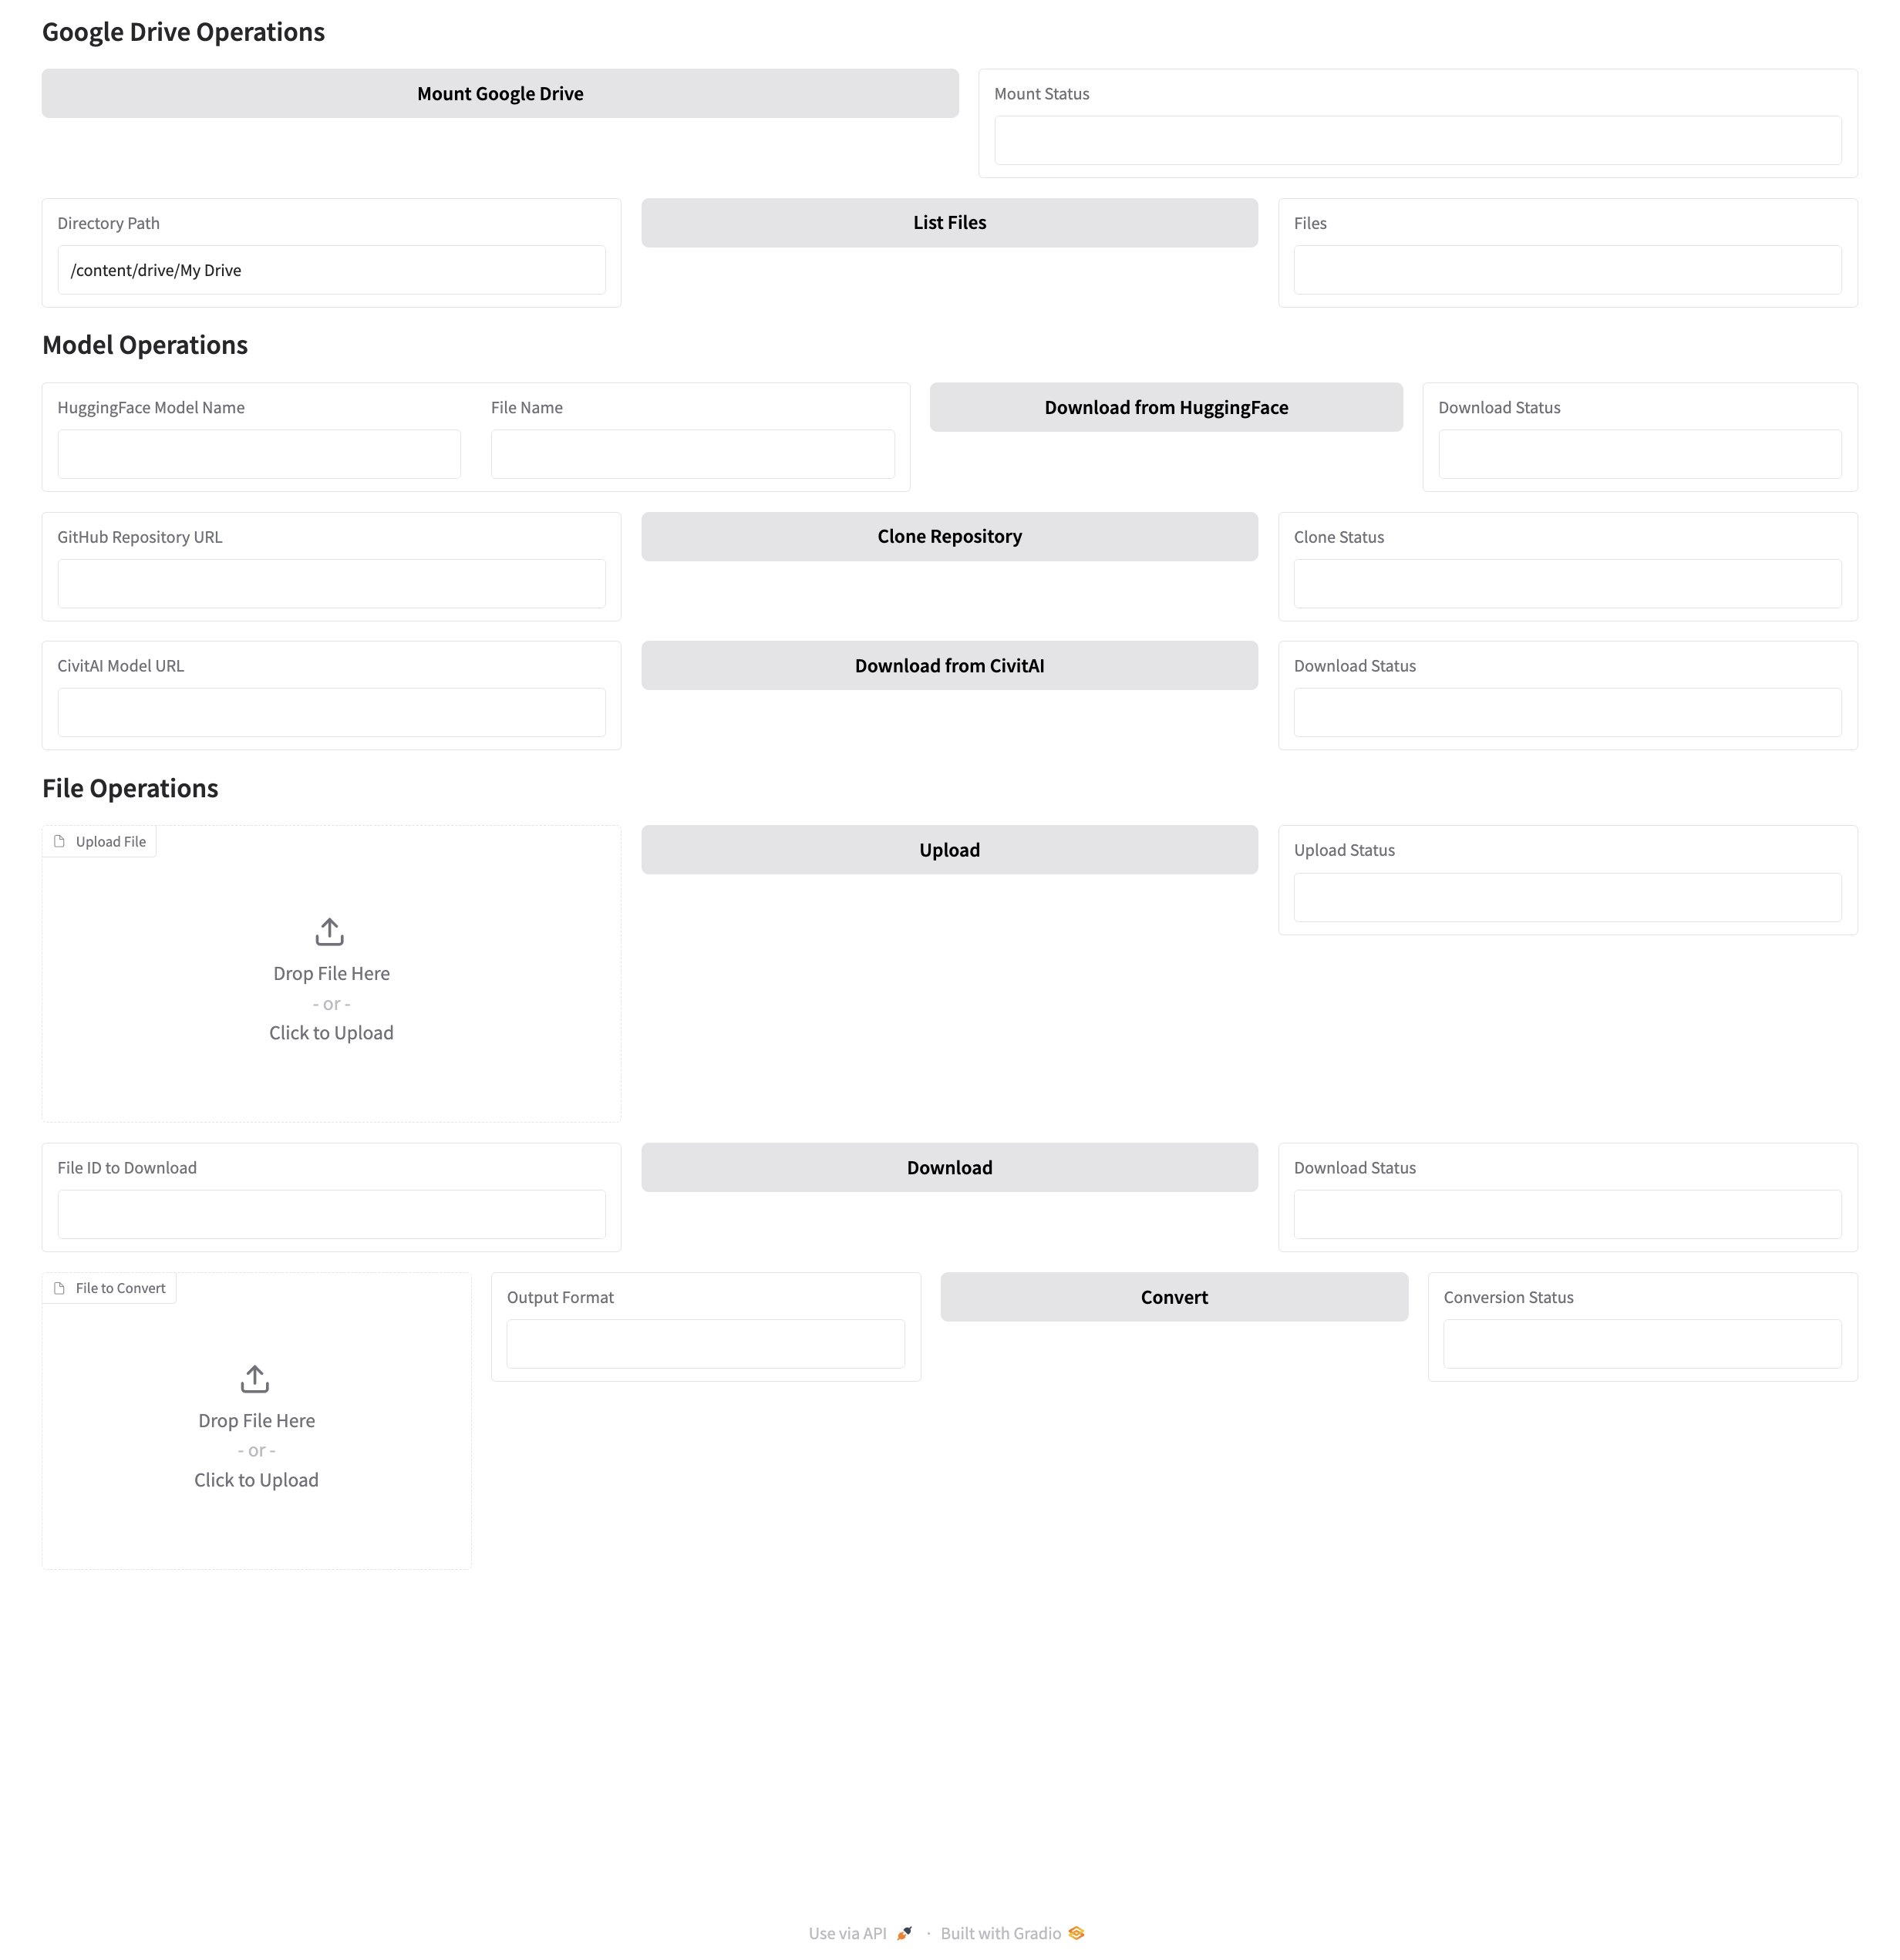 Google Drive Operations
Mount Google Drive
Mount Status
Directory Path
/content/drive/My Drive
List Files
Files
Model Operations
HuggingFace Model Name
File Name
Download from HuggingFace
Download Status
GitHub Repository URL
Clone Repository
Clone Status
CivitAI Model URL
Download from CivitAI
Download Status
File Operations
Upload File
Drop File Here
- or -
Click to Upload
Upload
Upload Status
File ID to Download
Download
Download Status
File to Convert
Drop File Here
- or -
Click to Upload
Output Format
Convert
Conversion Status
Use via API · Built with Gradio